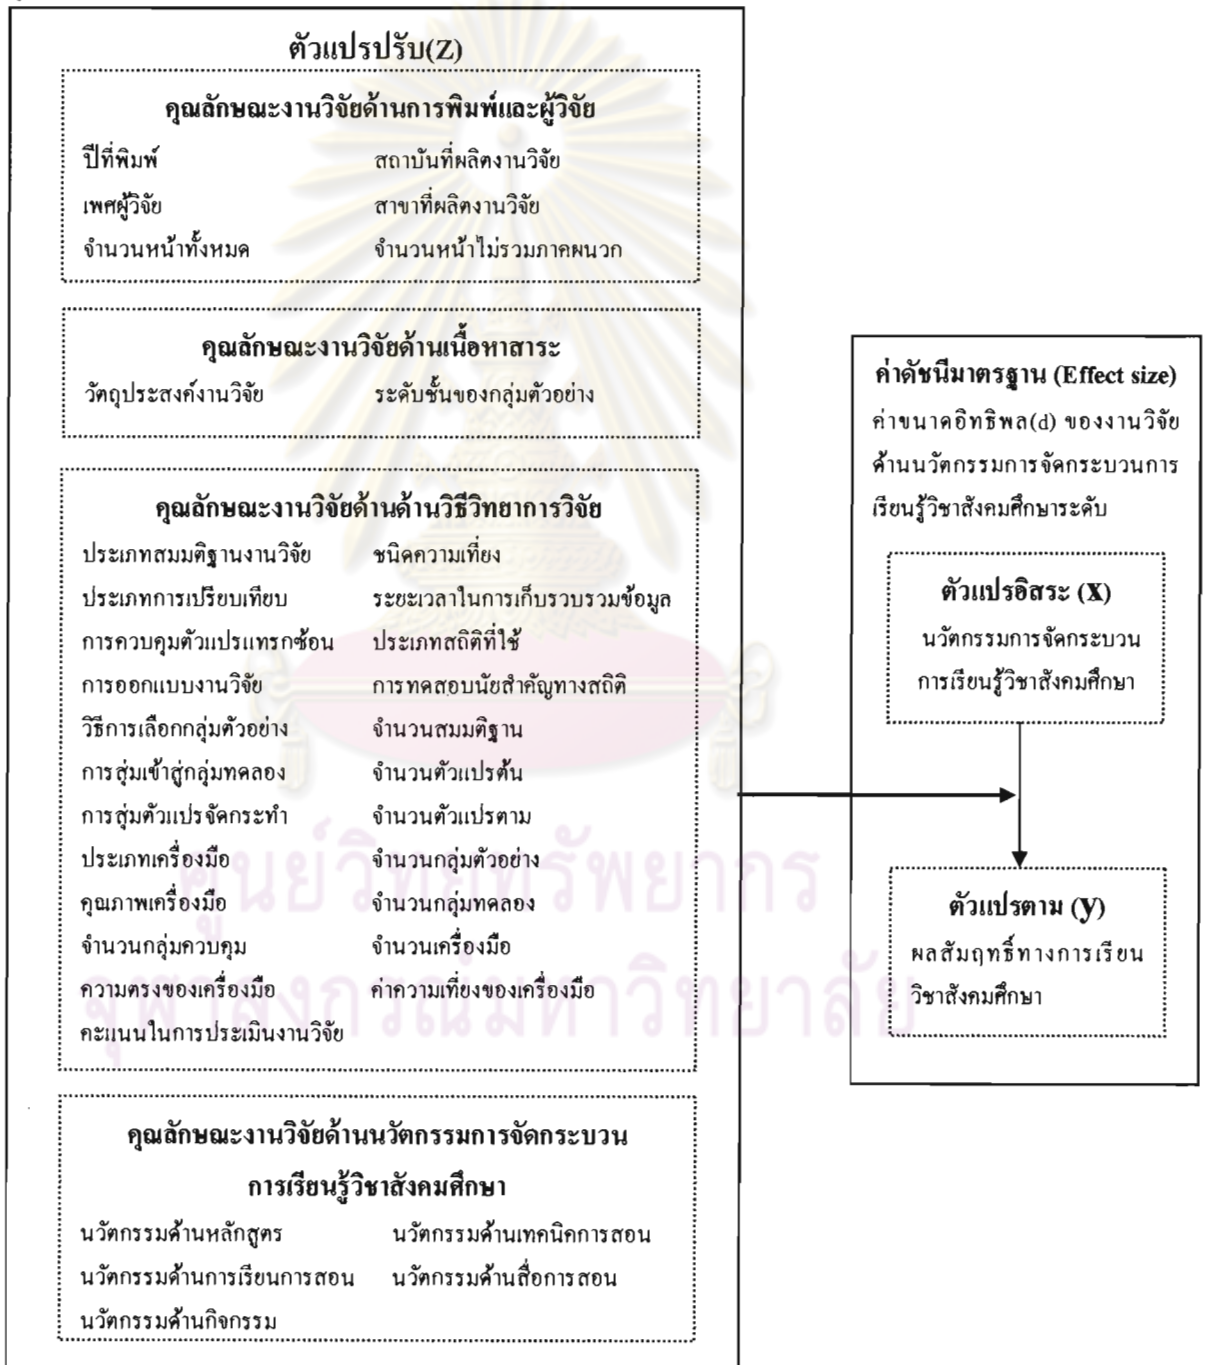 ตัวแปรปรับ(Z)
คุณลักษณะงานวิจัยด้านการพิมพ์และผู้วิจัย
ปีที่พิมพ์ สถาบันที่ผลิตงานวิจัย
เพศผู้วิจัย สาขาที่ผลิตงานวิจัย
จำนวนหน้าทั้งหมด จำนวนหน้าไม่รวมภาคผนวก
คุณลักษณะงานวิจัยด้านเนื้อหาสาระ
วัตถุประสงค์งานวิจัย ระดับชั้นของกลุ่มตัวอย่าง
คุณลักษณะงานวิจัยด้านด้านวิธีวิทยาการวิจัย
ประเภทสมมติฐานงานวิจัย ชนิดความเที่ยง
ประเภทการเปรียบเทียบ ระยะเวลาในการเก็บรวบรวมข้อมูล
การควบคุมตัวแปรแทรกซ้อน ประเภทสถิติที่ใช้
การออกแบบงานวิจัย การทดสอบนัยสำคัญทางสถิติ
วิธีการเลือกกลุ่มตัวอย่าง จำนวนสมมติฐาน
การสุ่มเข้าสู่กลุ่มทดลอง จำนวนตัวแปรต้น
การสุ่มตัวแปรจัดกระทำ จำนวนตัวแปรตาม
ประเภทเครื่องมือ จำนวนกลุ่มตัวอย่าง
คุณภาพเครื่องมือ จำนวนกลุ่มทดลอง
จำนวนกลุ่มควบคุม จำนวนเครื่องมือ
ความตรงของเครื่องมือ ค่าความเที่ยงของเครื่องมือ
คะแนนในการประเมินงานวิจัย
คุณลักษณะงานวิจัยด้านนวัตกรรมการจัดกระบวน
การเรียนรู้วิชาสังคมศึกษา
นวัตกรรมด้านหลักสูตร นวัตกรรมด้านเทคนิคการสอน
นวัตกรรมด้านการเรียนการสอน นวัตกรรมด้านสื่อการสอน
นวัตกรรมด้านกิจกรรม
ค่าดัชนีมาตรฐาน (Effect size)
ค่าขนาดอิทธิพล(d) ของงานวิจัย
ด้านนวัตกรรมการจัดกระบวนการ
เรียนรู้วิชาสังคมศึกษาระดับ
ตัวแปรอิสระ (X)
นวัตกรรมการจัดกระบวน
การเรียนรู้วิชาสังคมศึกษา
ตัวแปรตาม (y)
ผลสัมฤทธิ์ทางการเรียน
วิชาสังคมศึกษา
ศูนย์วิทยทรัพยากร
จุฬาลงกรณ์มหาวิทยาลัย